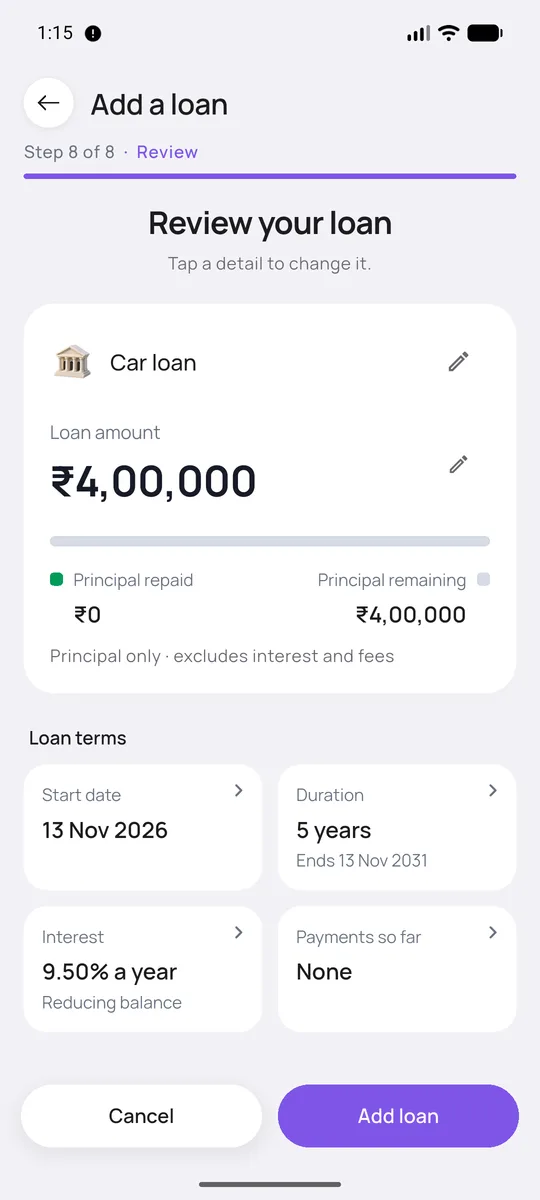 1:15
Add a loan
Step 8 of 8 · Review
Review your loan
Tap a detail to change it.
Car loan
Loan amount
₹4,00,000
Principal repaid
Principal remaining
₹0
₹4,00,000
Principal only · excludes interest and fees
Loan terms
Start date
13 Nov 2026
Duration
5 years
Ends 13 Nov 2031
Interest
9.50% a year
Reducing balance
Payments so far
None
Cancel
Add loan